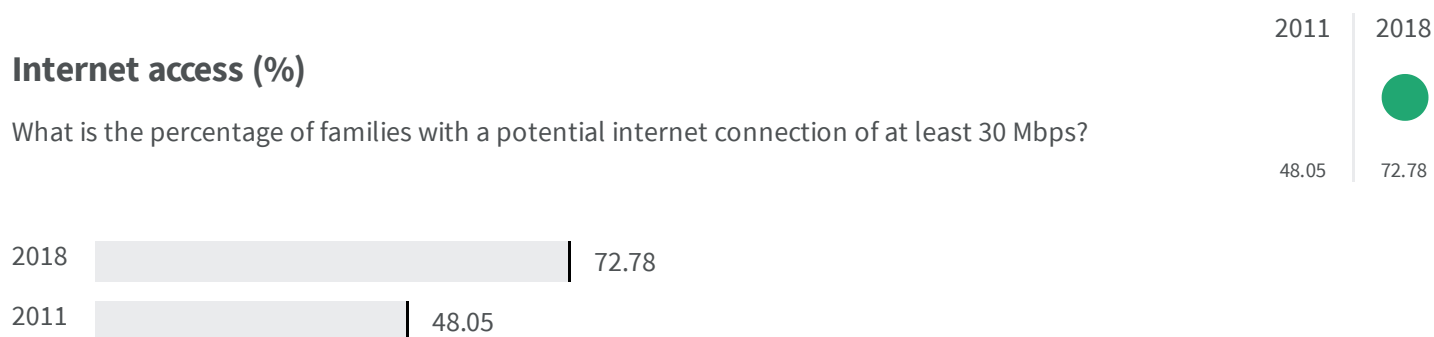 2011 2018
Internet access (%)
What is the percentage of families with a potential internet connection of at least 30 Mbps?
48.05 72.78
2018 72.78
2011 48.05